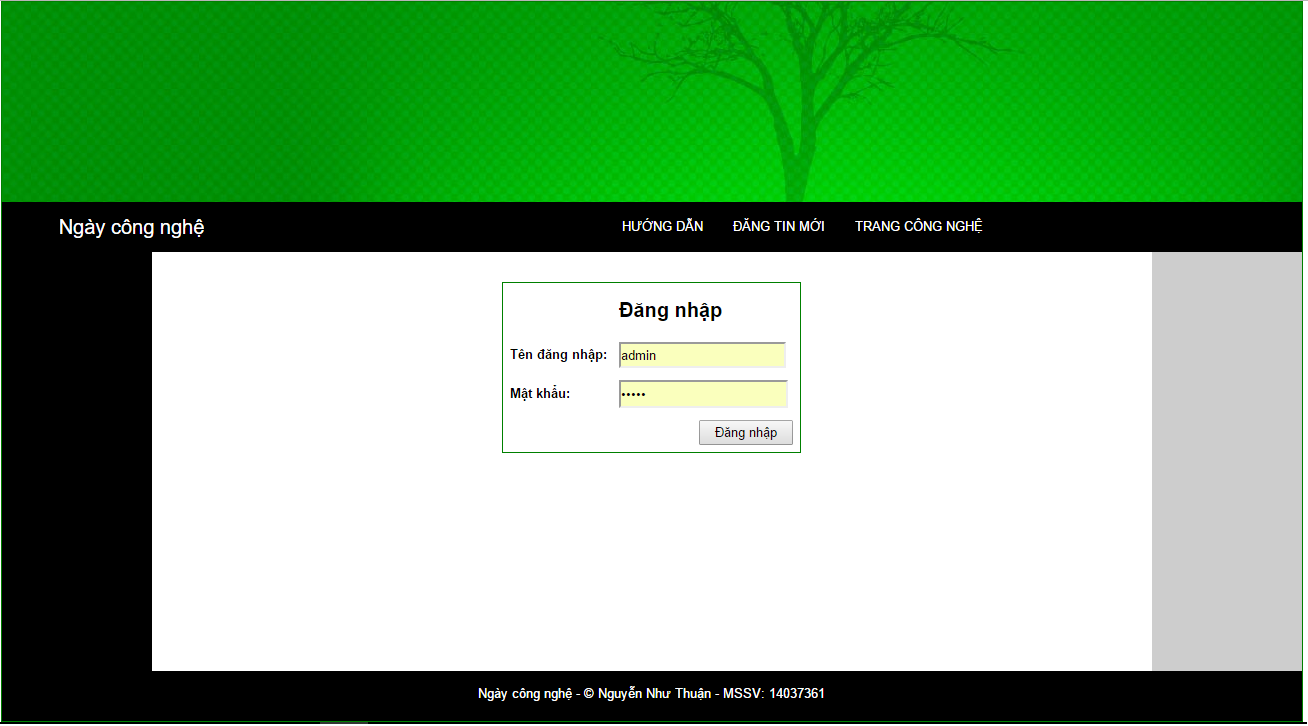 Ngày công nghệ
HƯỚNG DẪN ĐĂNG TIN MỚI TRANG CÔNG NGHỆ
Đăng nhập
Tên đăng nhập: admin
Mật khẩu: •••••
Đăng nhập
Ngày công nghệ - © Nguyễn Như Thuận - MSSV: 14037361